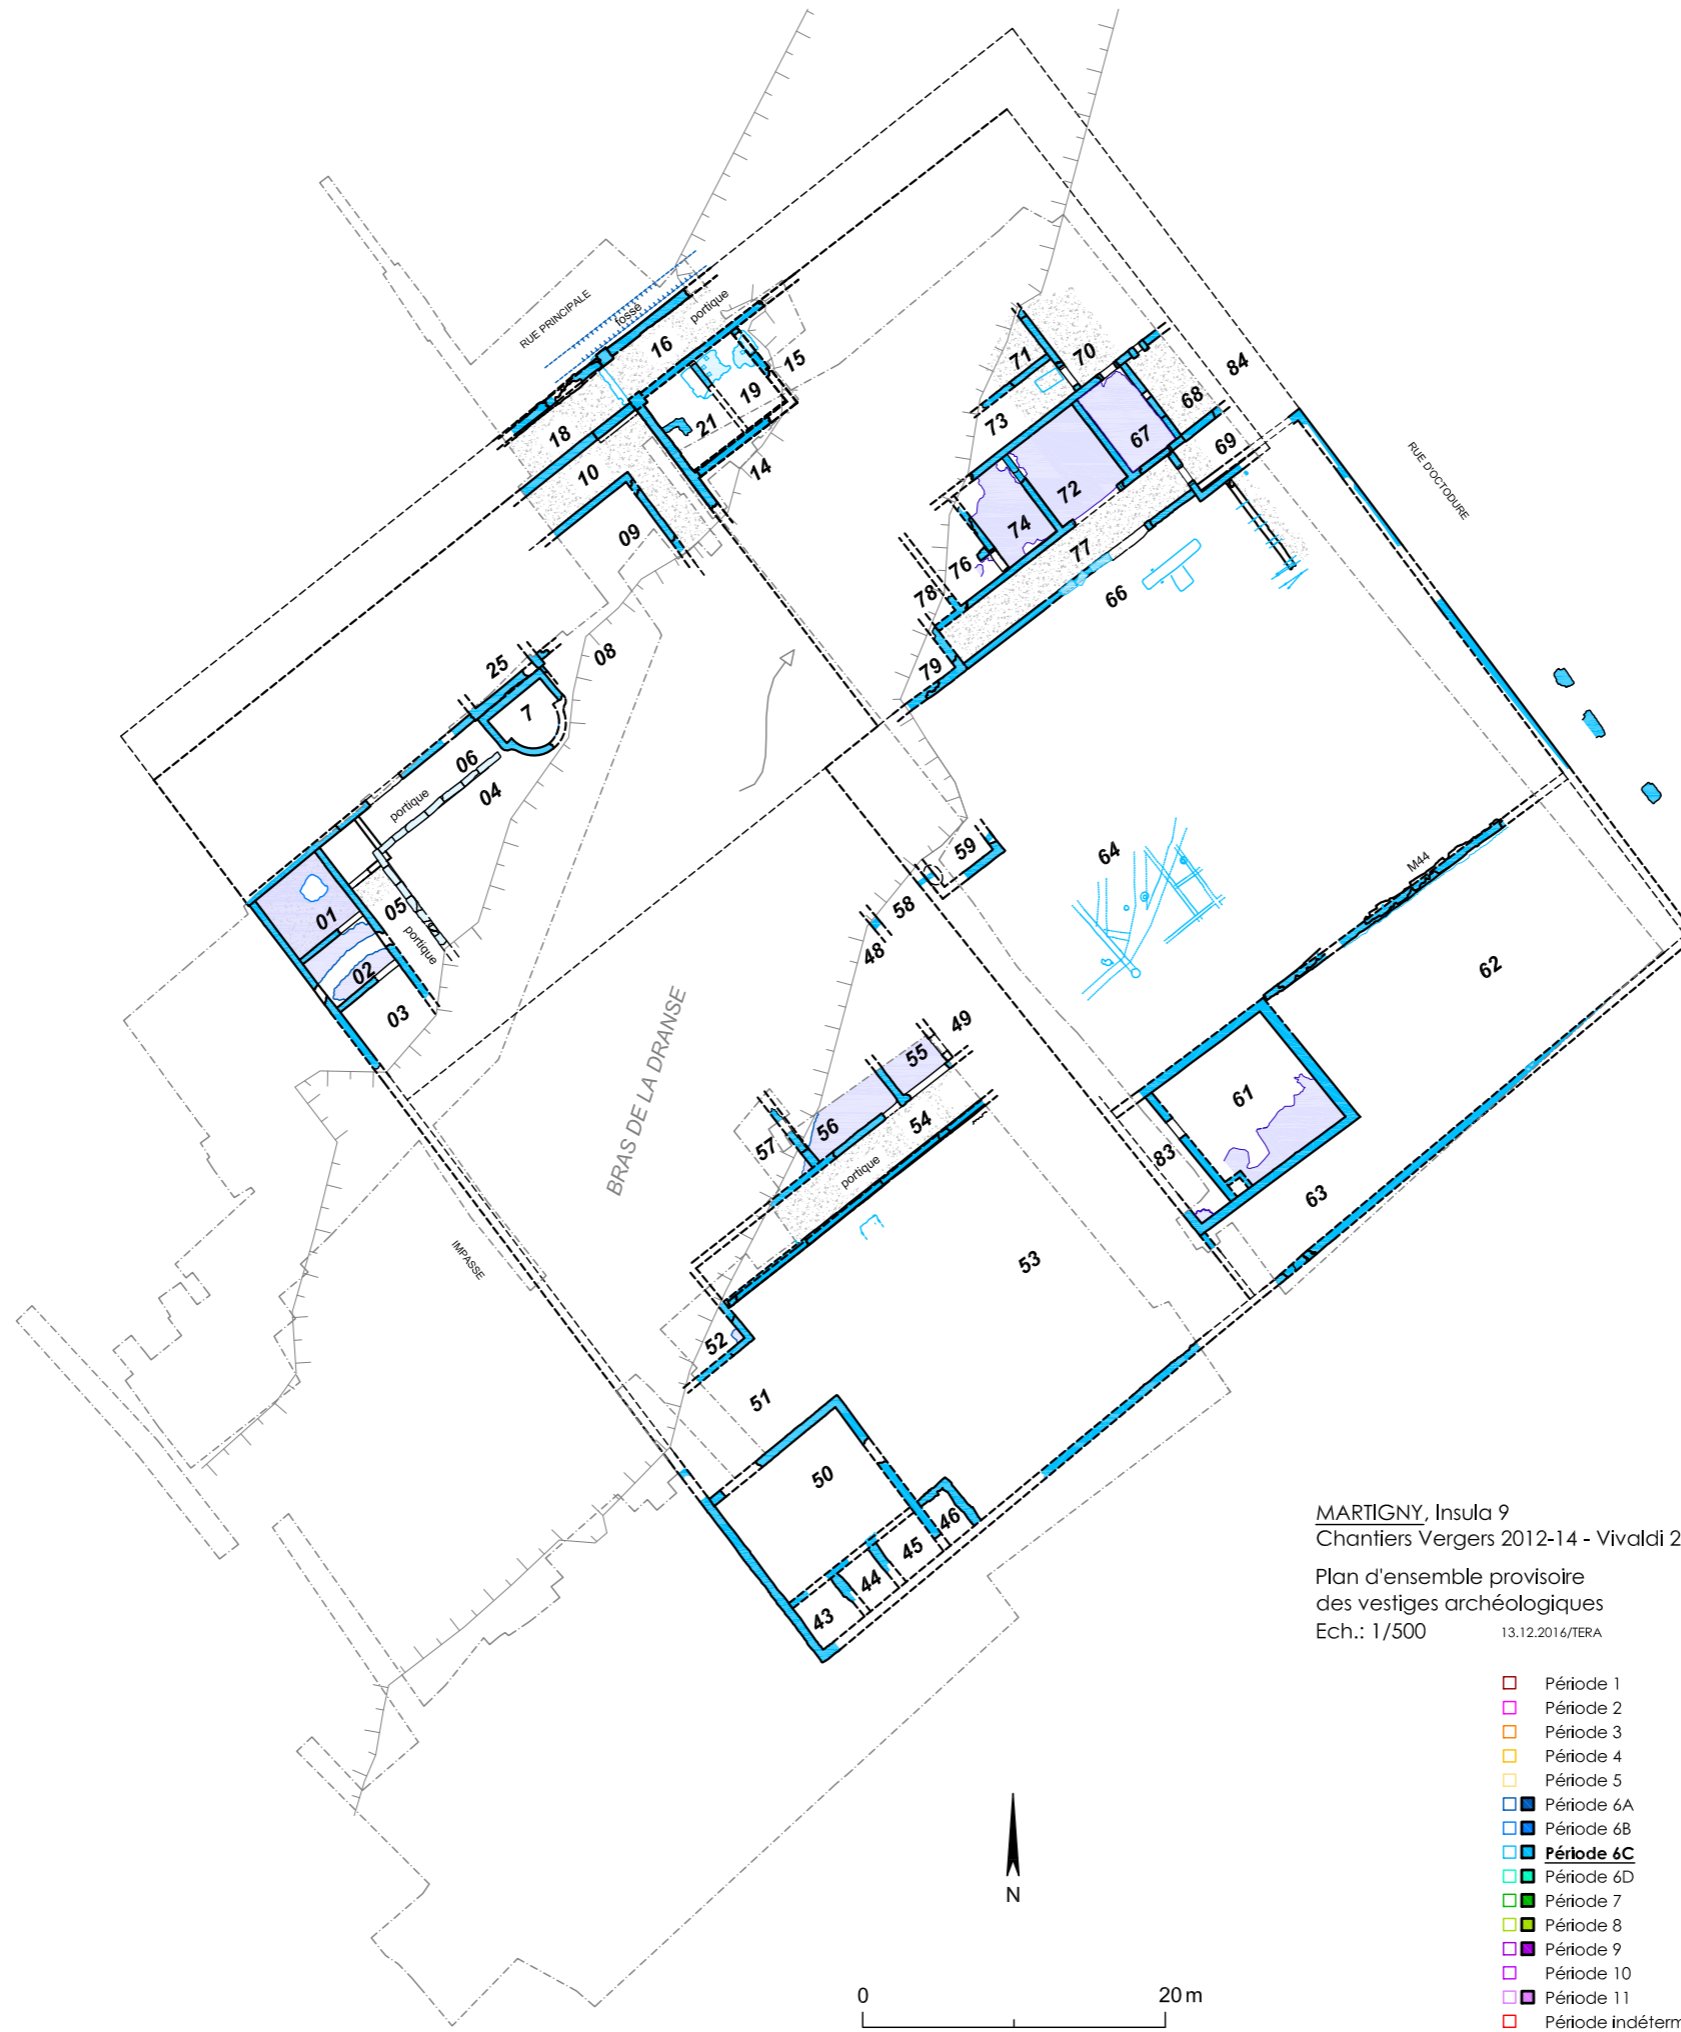 RUE PRINCIPALE
fossé
portique
16
15
18
19
21
10
14
09
71
70
84
68
73
67
69
RUE D'OCTODURE
72
74
77
76
66
78
79
25
08
7
06
04
portique
01
05
portique
02
03
59
64
M44
58
48
62
BRAS DE LA DRANSE
49
55
56
54
57
portique
61
83
63
IMPASSE
53
52
51
50
46
45
44
43
MARTIGNY, Insula 9
Chantiers Vergers 2012-14 - Vivaldi 2
Plan d'ensemble provisoire
des vestiges archéologiques
Ech.: 1/500
13.12.2016/TERA
Période 1
Période 2
Période 3
Période 4
Période 5
Période 6A
Période 6B
Période 6C
Période 6D
Période 7
Période 8
Période 9
Période 10
Période 11
Période indéterm
N
0 20 m